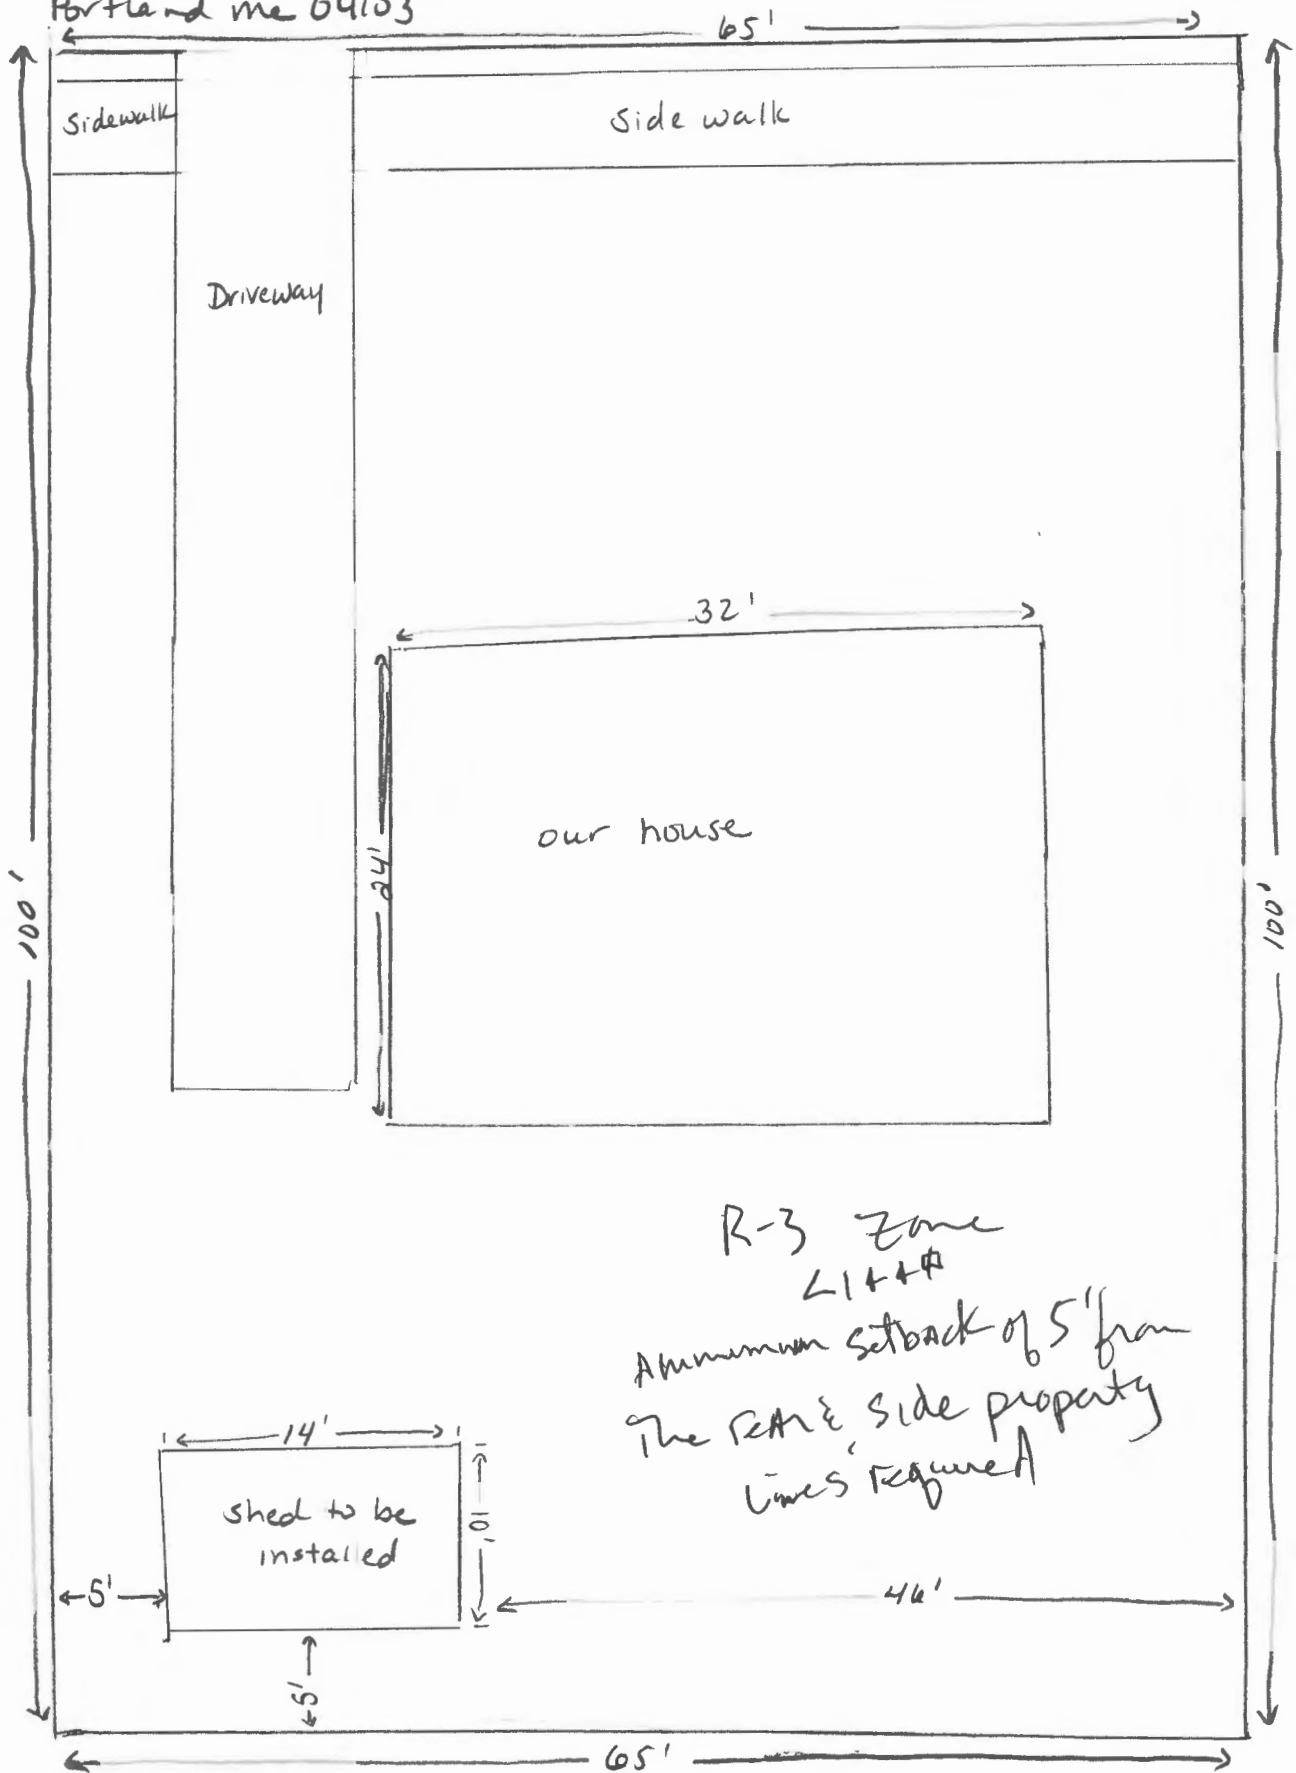 Portland me 04103
65'
Sidewalk
Side walk
Driveway
32'
24'
our house
100'
100'
R-3 Zone
<144#
A minimum setback of 5' from
The rear & side property
Lines required
14'
10'
shed to be
installed
5'
46'
5'
65'